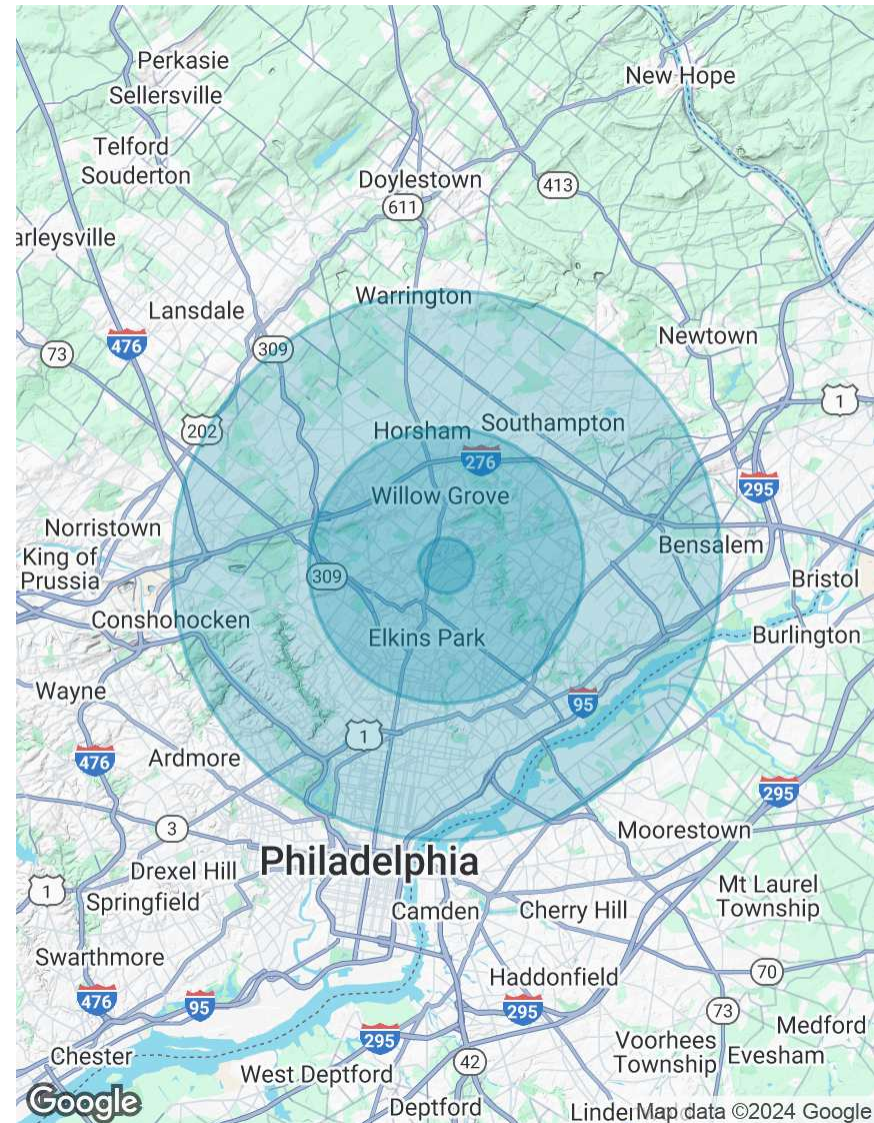 Perkasie
Sellersville
New Hope
Telford
Souderton
Doylestown
413
611
arleysville
Warrington
Lansdale
Newtown
476
309
73
1
202
Horsham
Southampton
276
295
Willow Grove
Norristown
Bensalem
King of
Prussia
309
Bristol
Conshohocken
Elkins Park
Burlington
Wayne
95
1
476
Ardmore
295
3
Moorestown
Philadelphia
Drexel Hill
1
Springfield
Mt Laurel
Township
Camden
Cherry Hill
Swarthmore
Haddonfield
70
476
95
295
73
Medford
295
Voorhees
Township
Evesham
Chester
42
West Deptford
Google
Deptford
Linden
Map data ©2024 Google